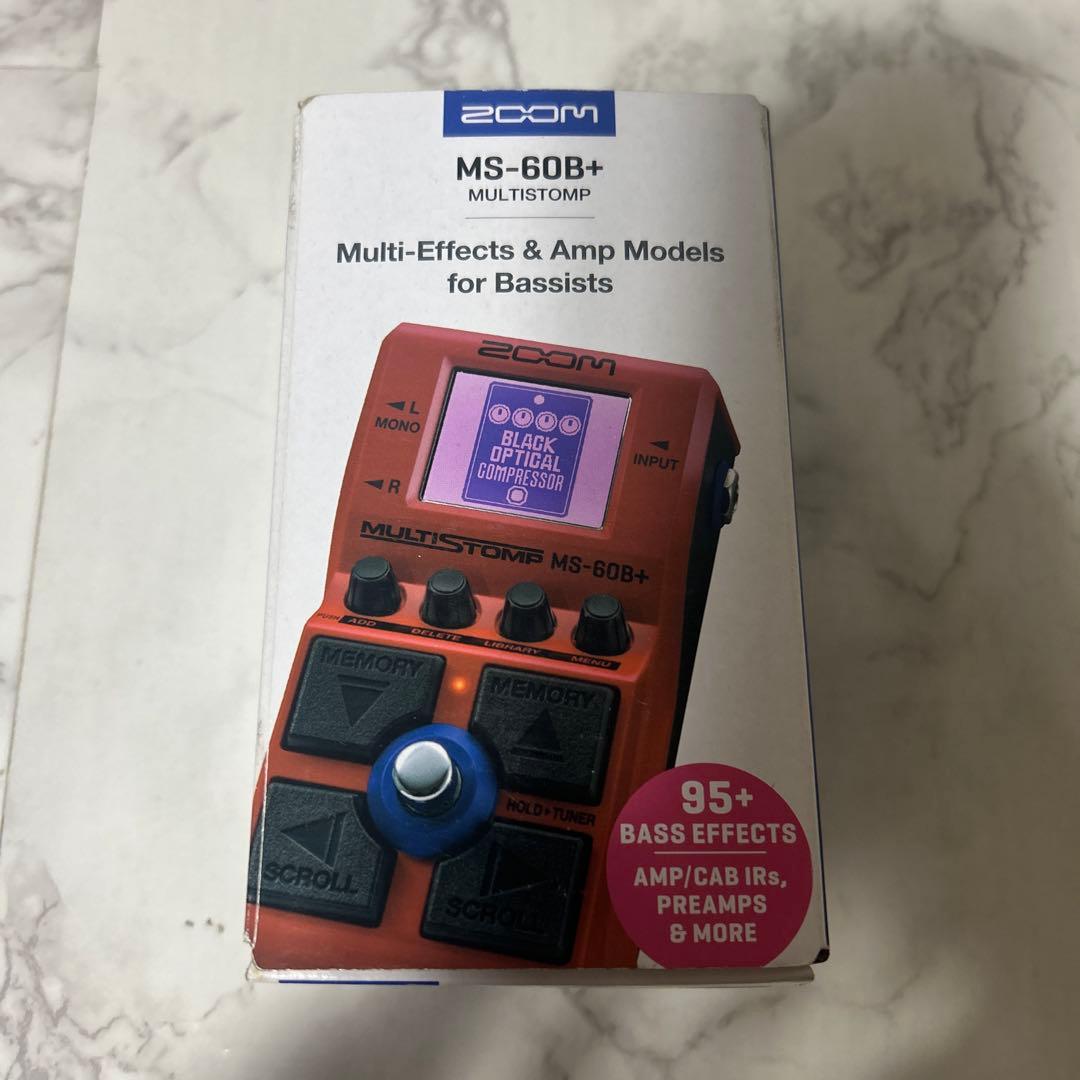 ZOOM
MS-60B+
MULTISTOMP
Multi-Effects & Amp Models
for Bassists
ZOOM
L
MONO
R
BLACK
OPTICAL
COMPRESSOR
INPUT
MULTISTOMP MS-60B+
PUSH ADD DELETE LIBRARY MENU
MEMORY
MEMORY
HOLD▸TUNER
SCROLL
SCROLL
95+
BASS EFFECTS
AMP/CAB IRs,
PREAMPS
& MORE